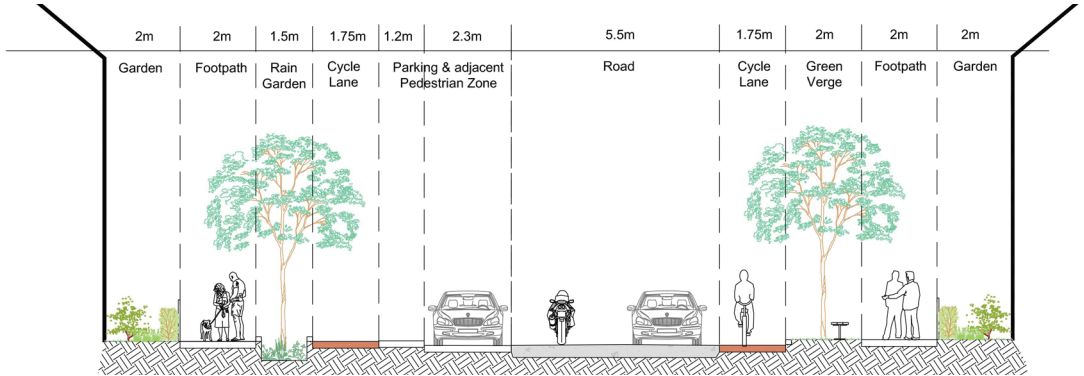 2m 2m 1.5m 1.75m 1.2m 2.3m 5.5m 1.75m 2m 2m 2m
Garden Footpath Rain Cycle Parking & adjacent Road Cycle Green Footpath Garden
Garden Lane Pedestrian Zone Lane Verge